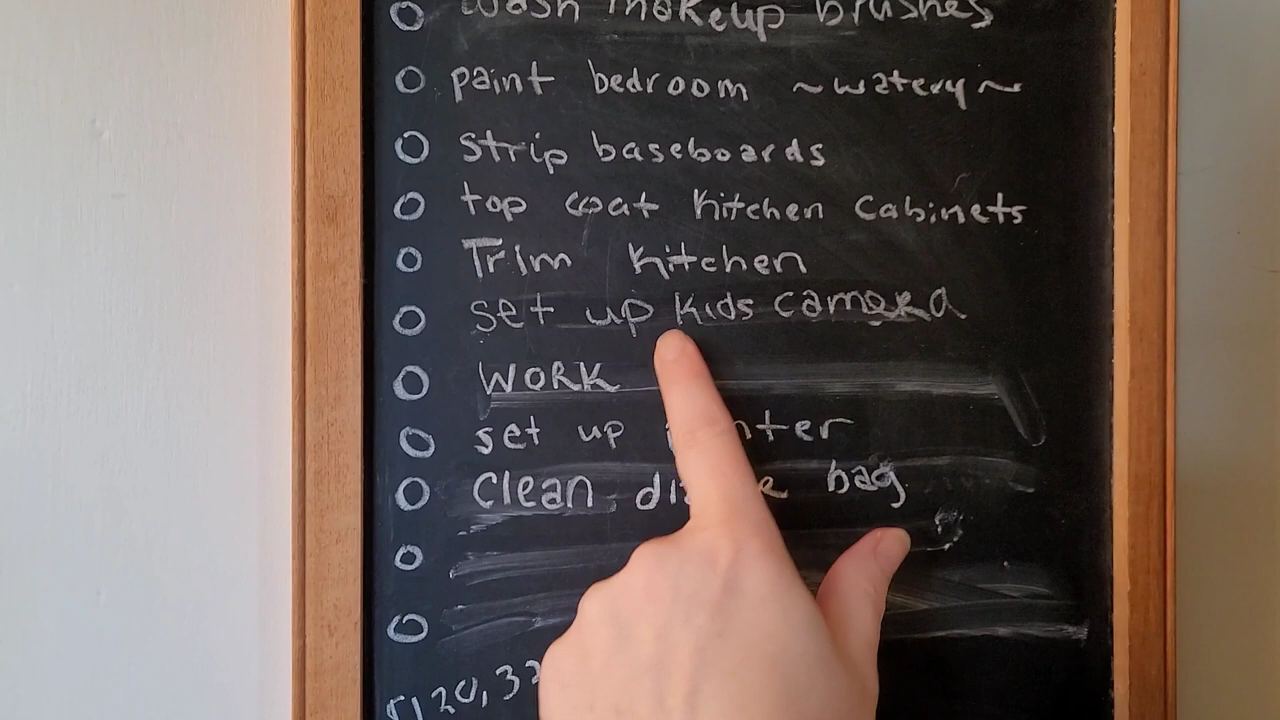 wash makeup brushes
paint bedroom ~watery~
strip baseboards
top coat kitchen cabinets
Trim kitchen
set up kids camera
WORK
set up
clean bag